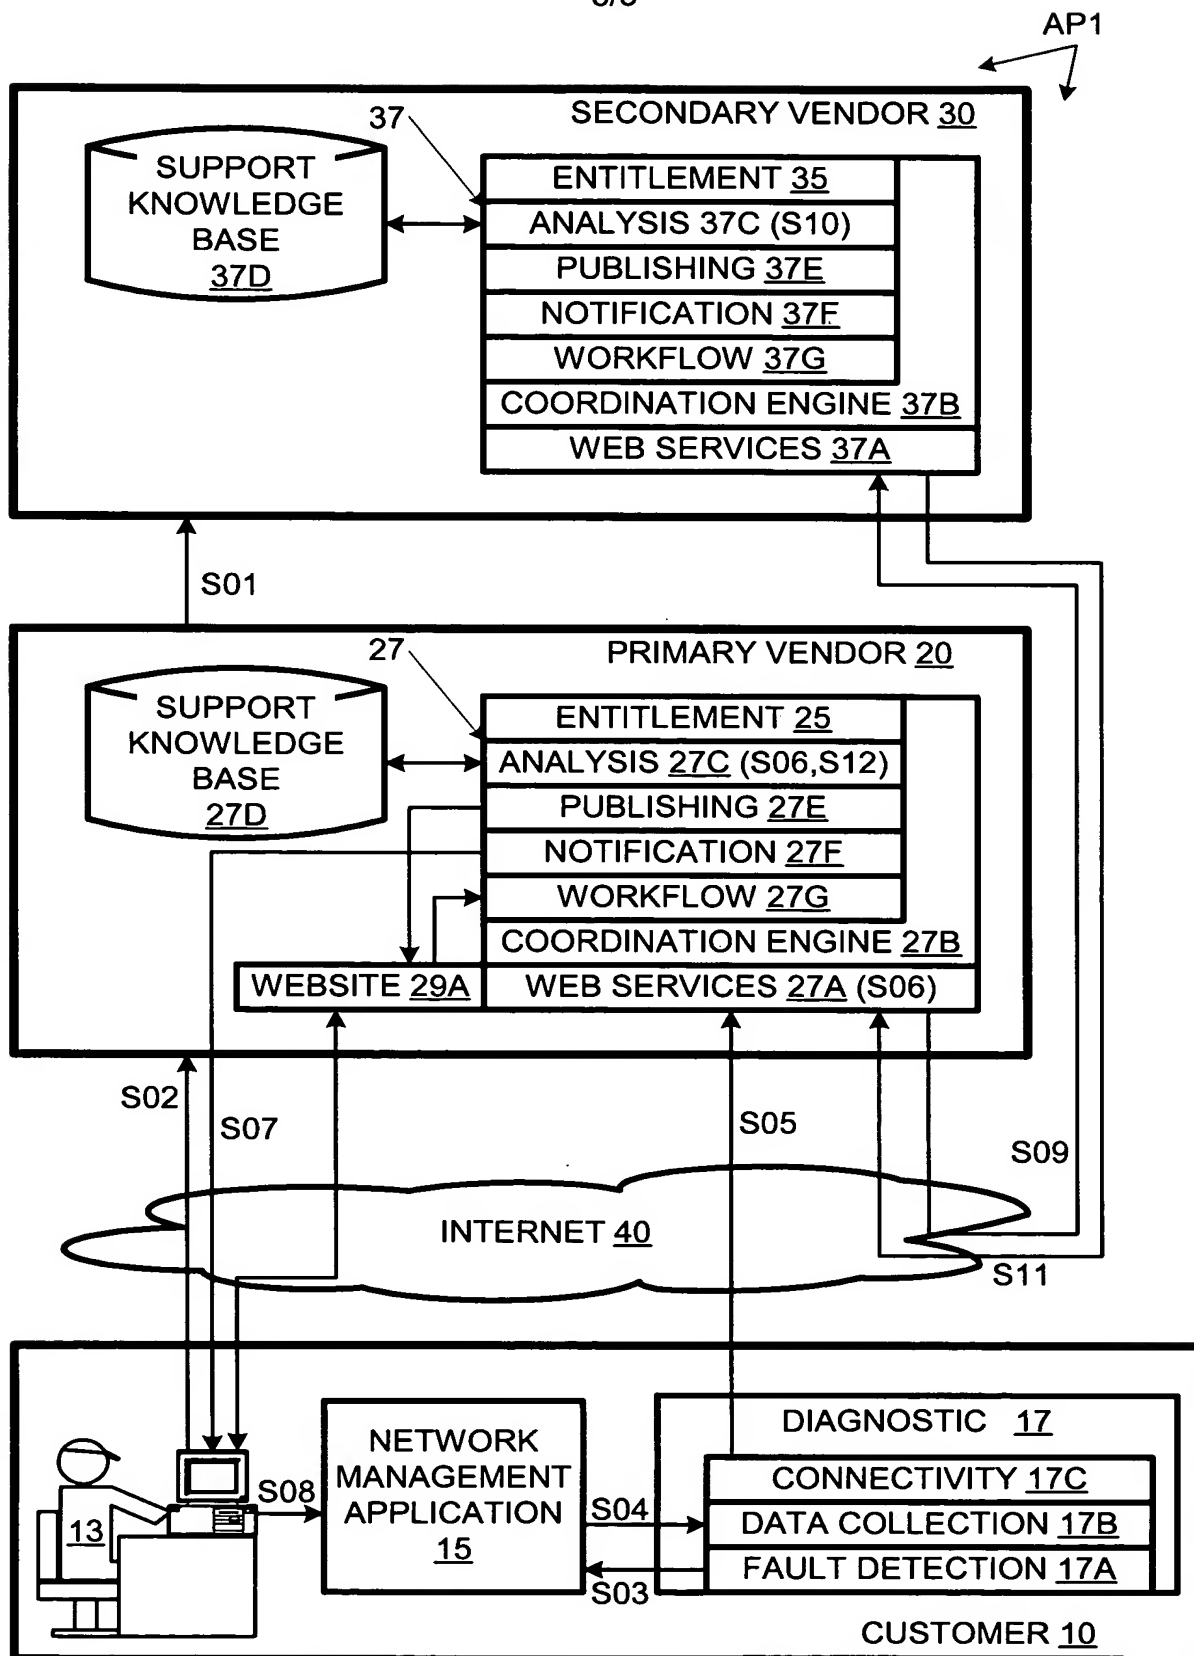 AP1
SECONDARY VENDOR 30
37
SUPPORT
KNOWLEDGE
BASE
37D
ENTITLEMENT 35
ANALYSIS 37C (S10)
PUBLISHING 37E
NOTIFICATION 37F
WORKFLOW 37G
COORDINATION ENGINE 37B
WEB SERVICES 37A
S01
PRIMARY VENDOR 20
27
SUPPORT
KNOWLEDGE
BASE
27D
ENTITLEMENT 25
ANALYSIS 27C (S06,S12)
PUBLISHING 27E
NOTIFICATION 27F
WORKFLOW 27G
COORDINATION ENGINE 27B
WEBSITE 29A
WEB SERVICES 27A (S06)
S02
S07
S05
S09
INTERNET 40
S11
DIAGNOSTIC 17
NETWORK
MANAGEMENT
APPLICATION
15
CONNECTIVITY 17C
DATA COLLECTION 17B
FAULT DETECTION 17A
S08
S04
S03
13
CUSTOMER 10